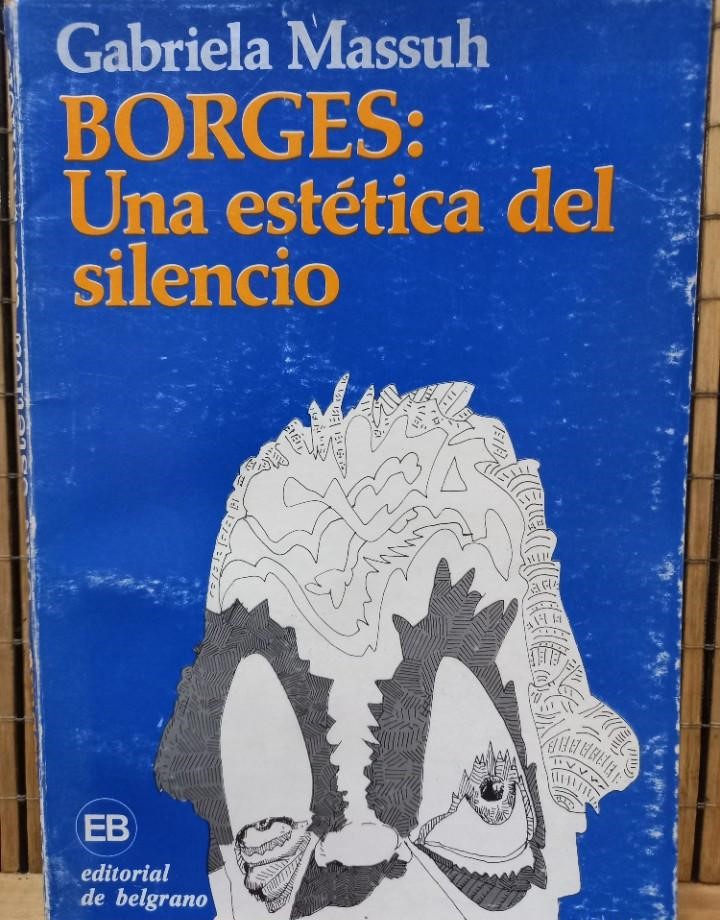 Gabriela Massuh
BORGES:
Una estética del
silencio
EB
editorial
de belgrano